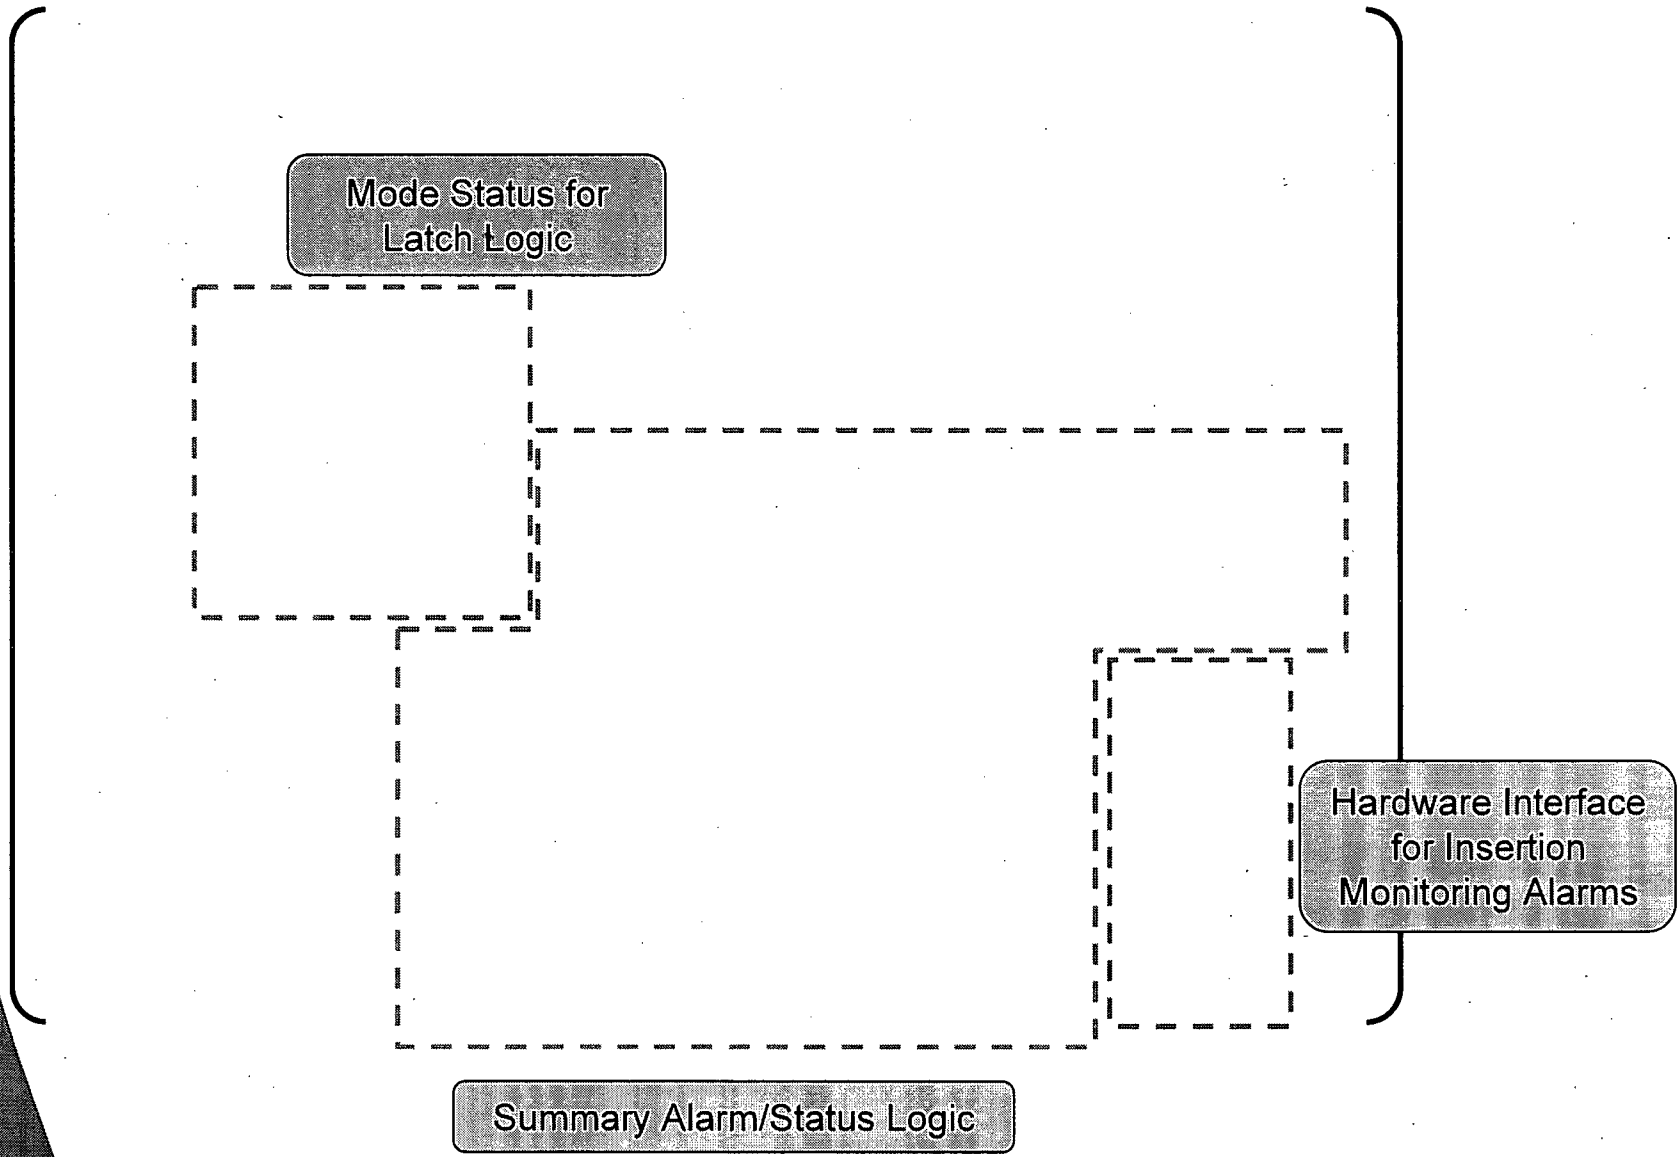 Mode Status for
Latch Logic
Hardware Interface
for Insertion
Monitoring Alarms
Summary Alarm/Status Logic